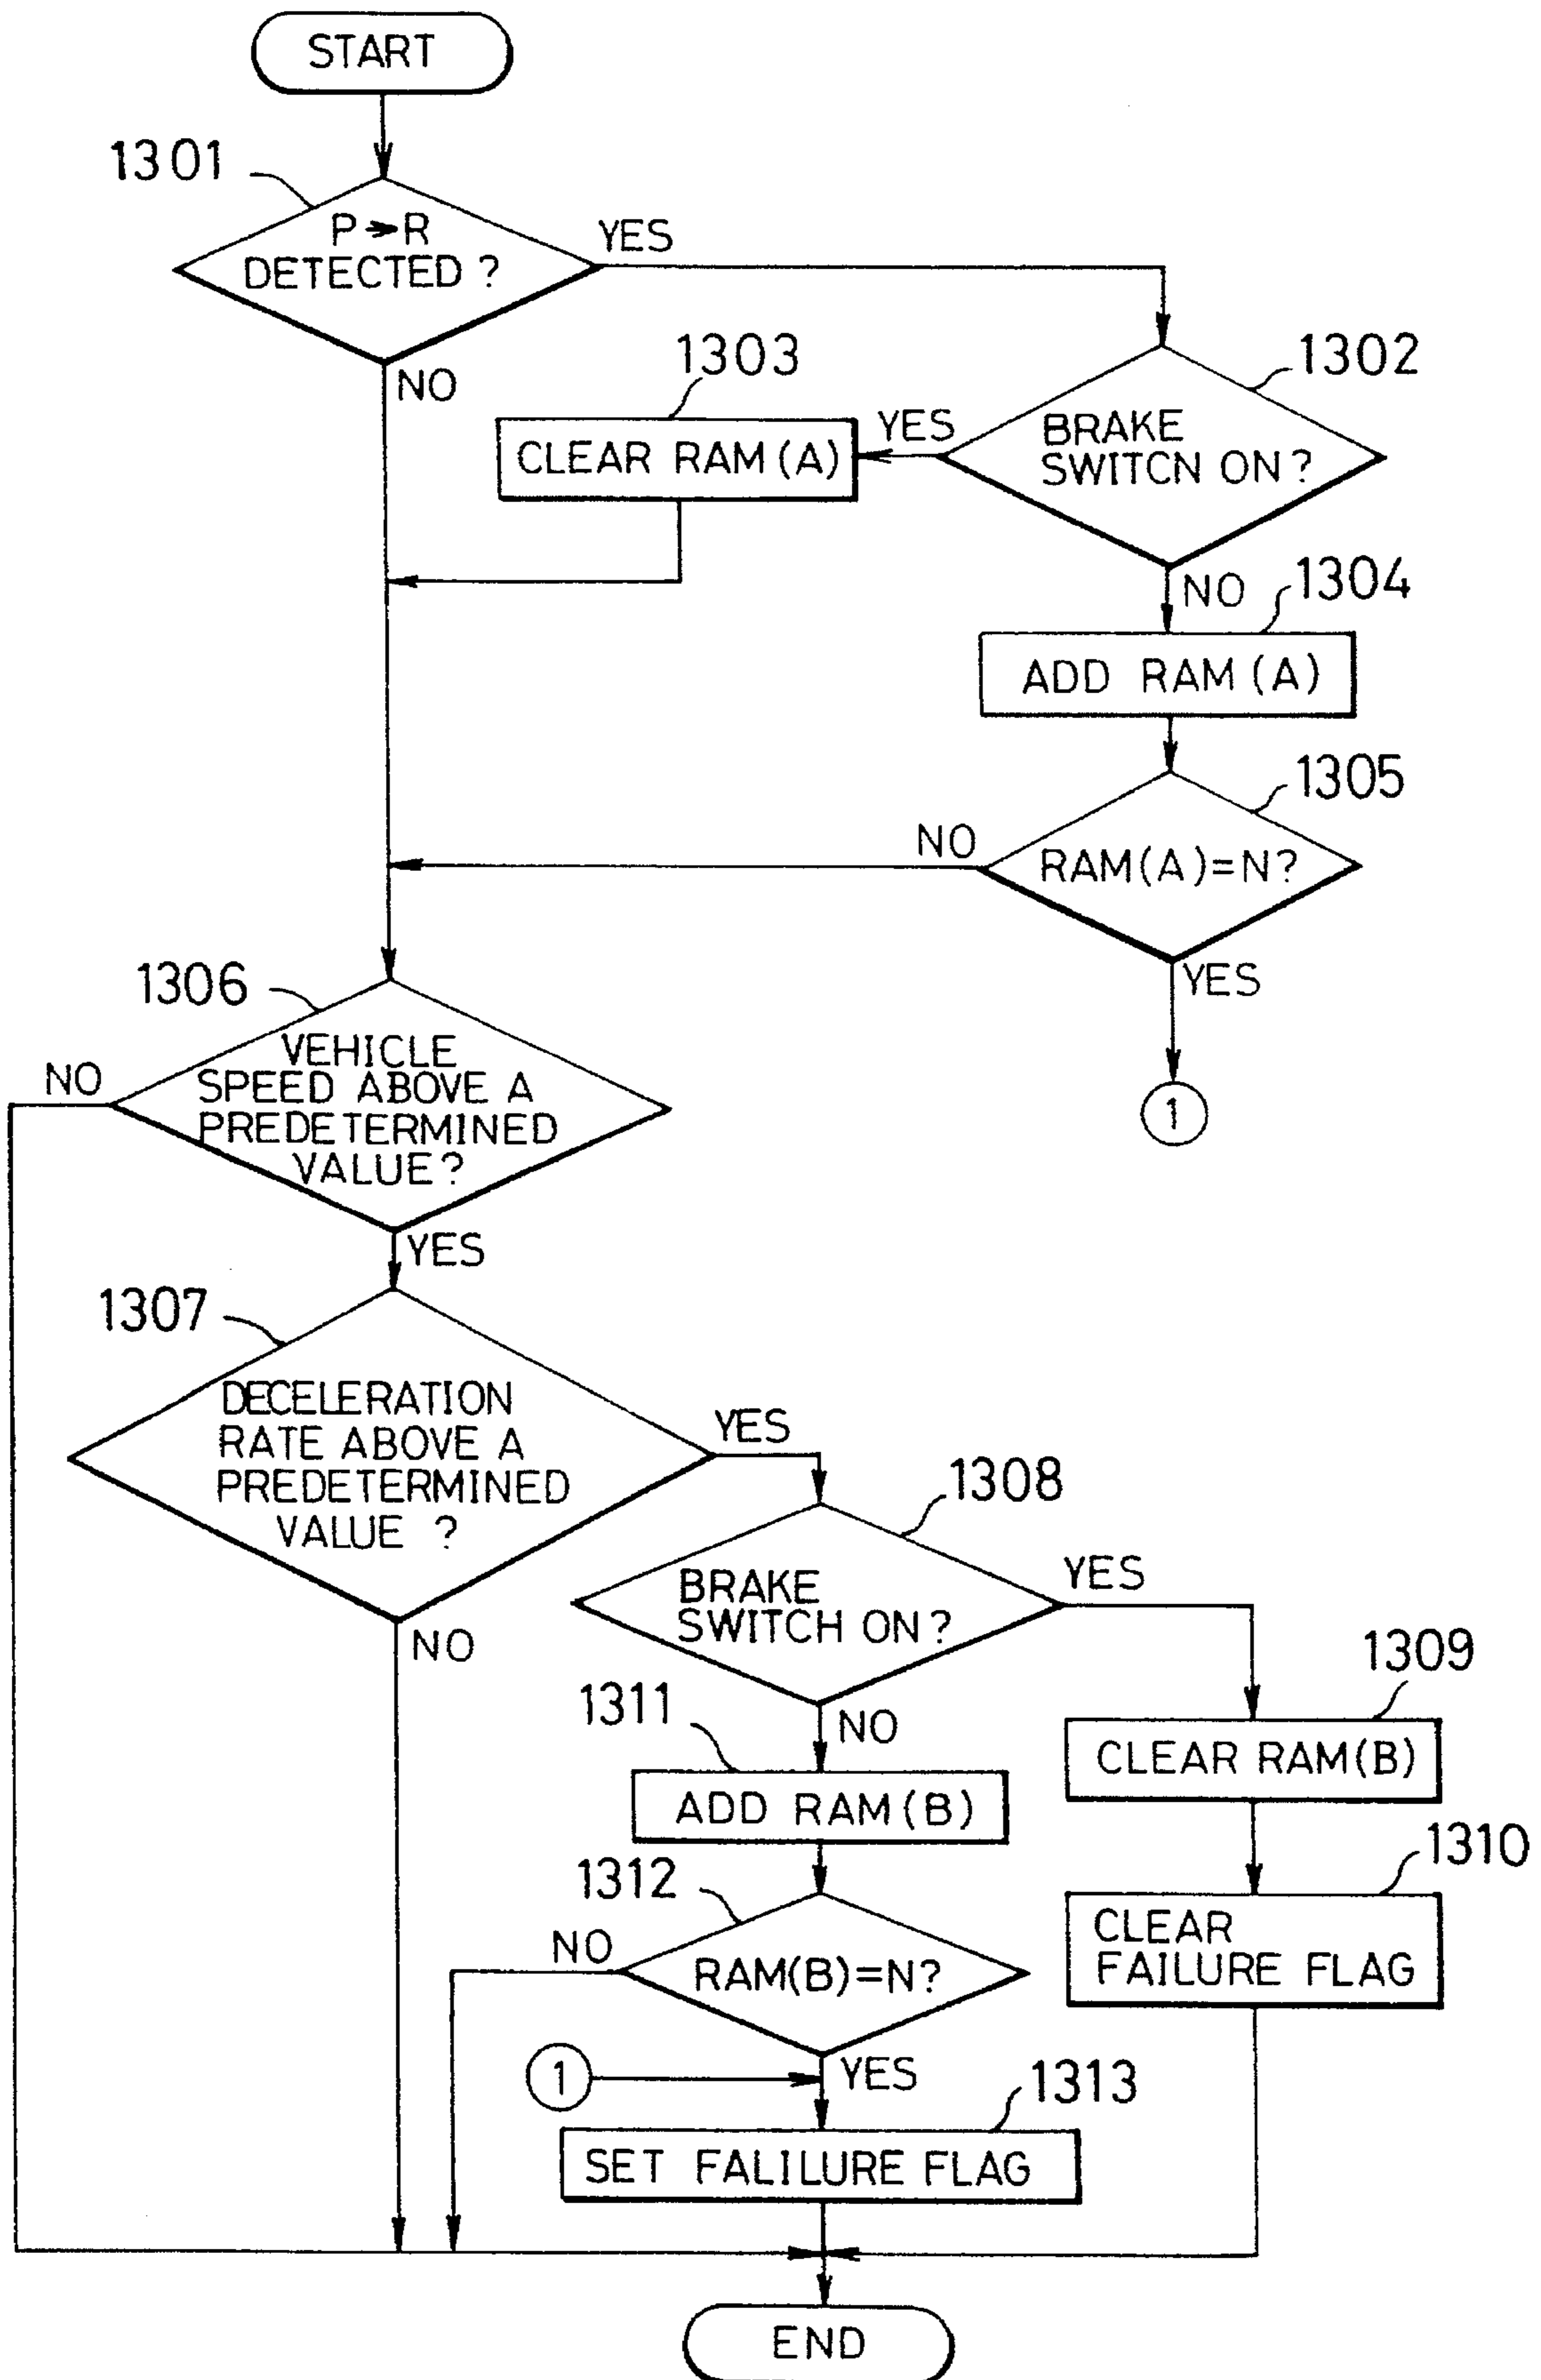 START
1301
P→R
DETECTED?
YES
NO
1303
1302
CLEAR RAM(A)
YES
BRAKE
SWITCN ON?
NO
1304
ADD RAM(A)
1305
NO
RAM(A)=N?
YES
1
1306
NO
VEHICLE
SPEED ABOVE A
PREDETERMINED
VALUE?
YES
1307
DECELERATION
RATE ABOVE A
PREDETERMINED
VALUE ?
YES
NO
1308
BRAKE
SWITCH ON?
YES
NO
1309
CLEAR RAM(B)
1311
ADD RAM(B)
1310
CLEAR
FAILURE FLAG
1312
NO
RAM(B)=N?
YES
1
1313
SET FALILURE FLAG
END